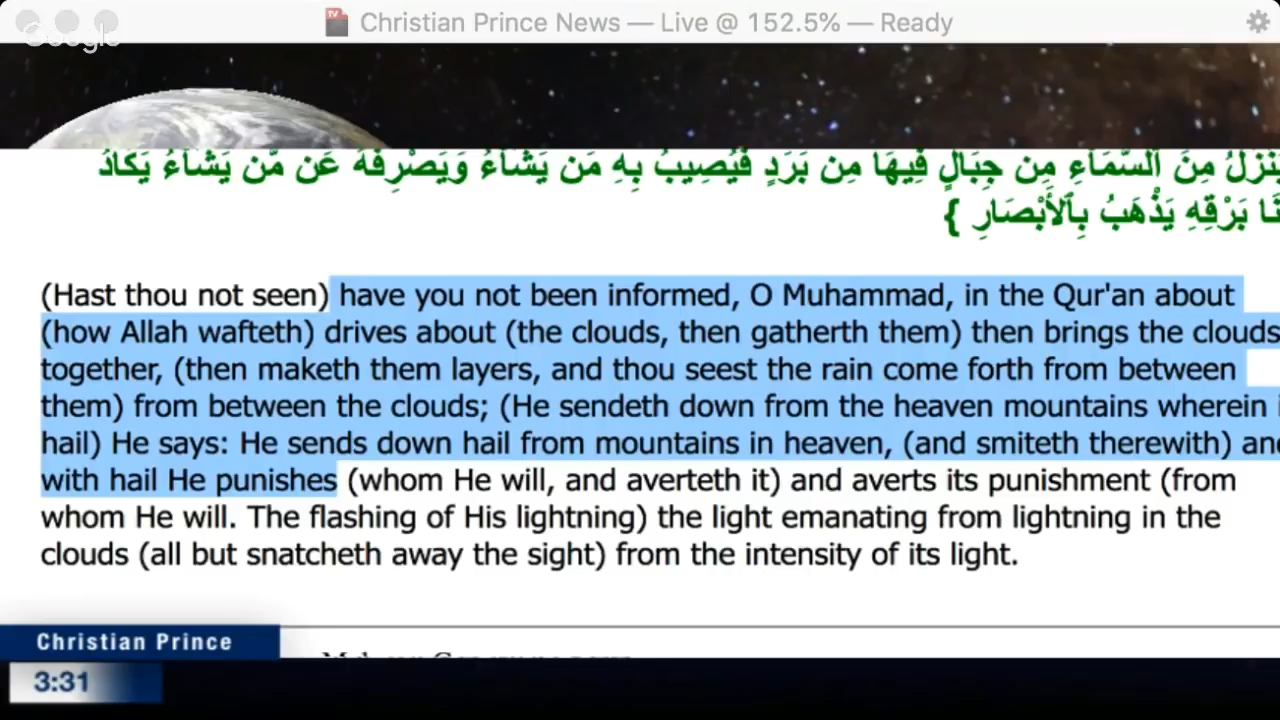 Christian Prince News — Live @ 152.5% — Ready
Google
مِنَ ٱلسَّمَآءِ مِن جِبَالٍ فِيهَا مِن بَرَدٍ فَيُصِيبُ بِهِ مَن يَشَآءُ وَيَصْرِفُهُ عَن مَّن يَشَآءُ يَكَادُ
بَرْقِهِ يَذْهَبُ بِٱلأَبْصَارِ }
(Hast thou not seen) have you not been informed, O Muhammad, in the Qur'an about
(how Allah wafteth) drives about (the clouds, then gatherth them) then brings the clouds
together, (then maketh them layers, and thou seest the rain come forth from between
them) from between the clouds; (He sendeth down from the heaven mountains wherein
hail) He says: He sends down hail from mountains in heaven, (and smiteth therewith)
with hail He punishes (whom He will, and averteth it) and averts its punishment (from
whom He will. The flashing of His lightning) the light emanating from lightning in the
clouds (all but snatcheth away the sight) from the intensity of its light.
Christian Prince
3:31